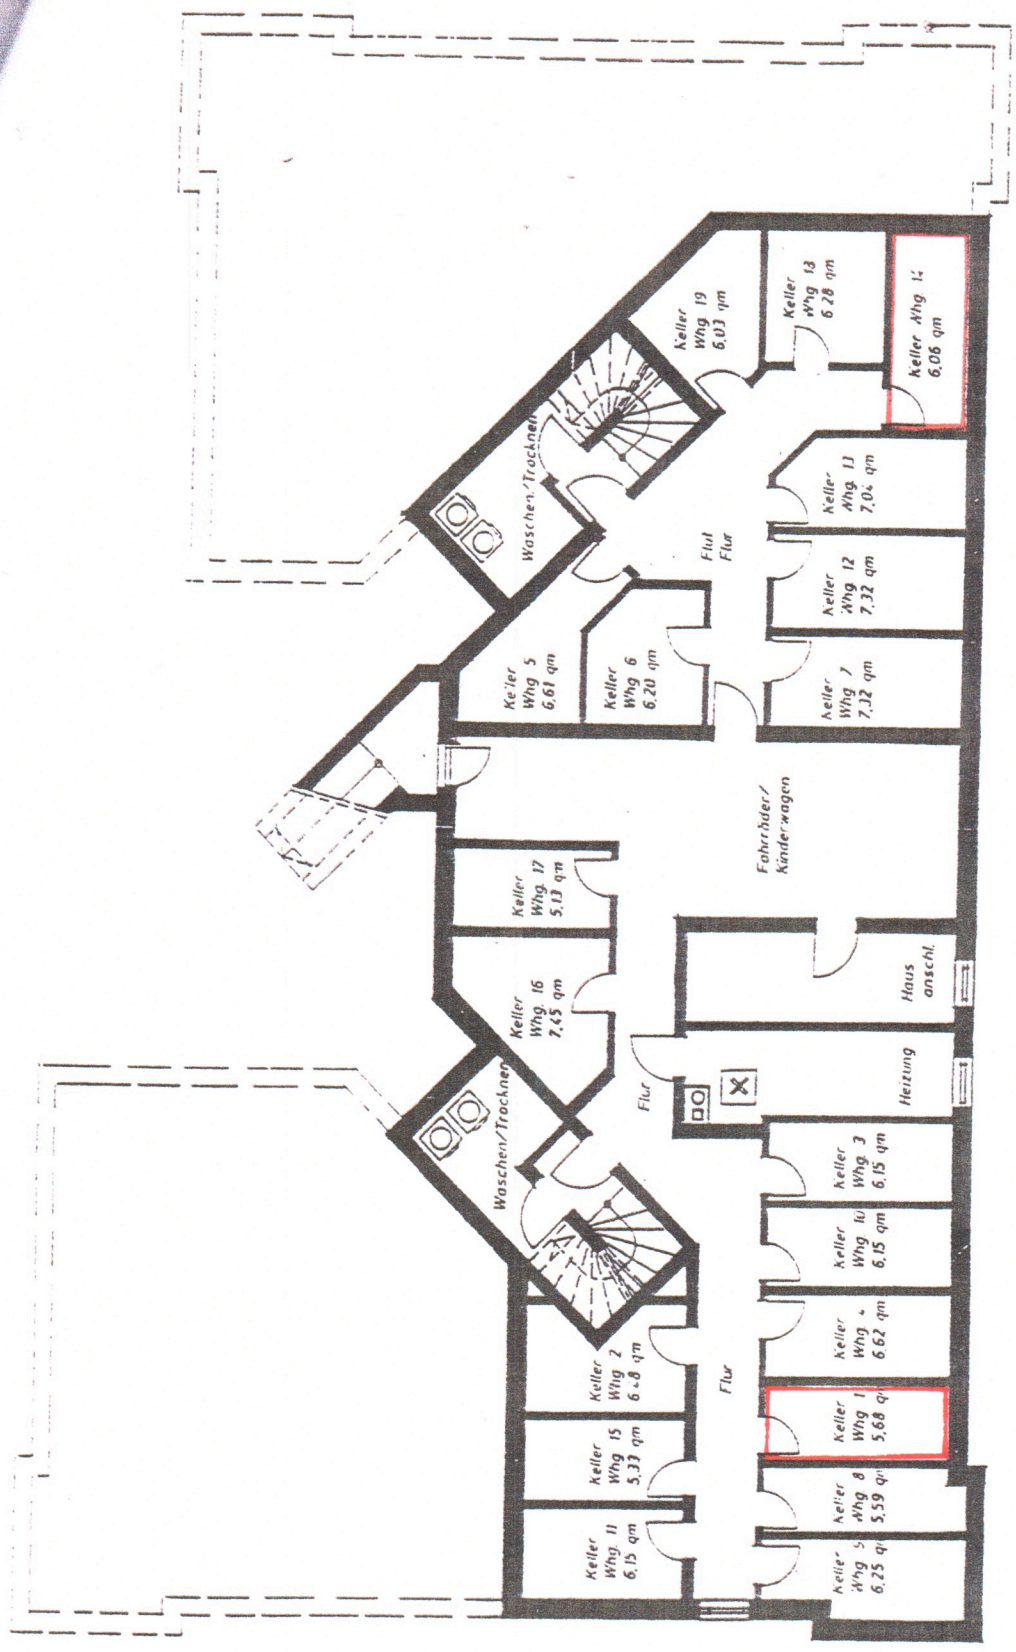 Keller
Whg. 19
6,03 qm
Keller
Whg 18
6.28 qm
Keller Whg
6,06 qm
Waschen/Trocknen
Keller
Whg. 13
7,04 qm
Flur
Flur
Keller
Whg 12
7,32 qm
Keller
Whg 5
6,61 qm
Keller
Whg 6
6,20 qm
Keller
Whg 7
7,32 qm
Fahrräder/
Kinderwagen
Keller
Whg. 17
5,13 qm
Keller
Whg. 16
7,45 qm
Haus
anschl.
Flur
Heizung
Waschen/Trocknen
Keller
Whg. 3
6,15 qm
Keller
Whg. 10
6,15 qm
Keller
Whg.
6,62 qm
Keller
Whg 2
qm
Flur
Keller
Whg 1
5,68 qm
Keller
Whg 15
5,33 qm
Keller
Whg 8
5,59 qm
Keller
Whg. 11
6,15 qm
Keller
Whg
6,25 qm